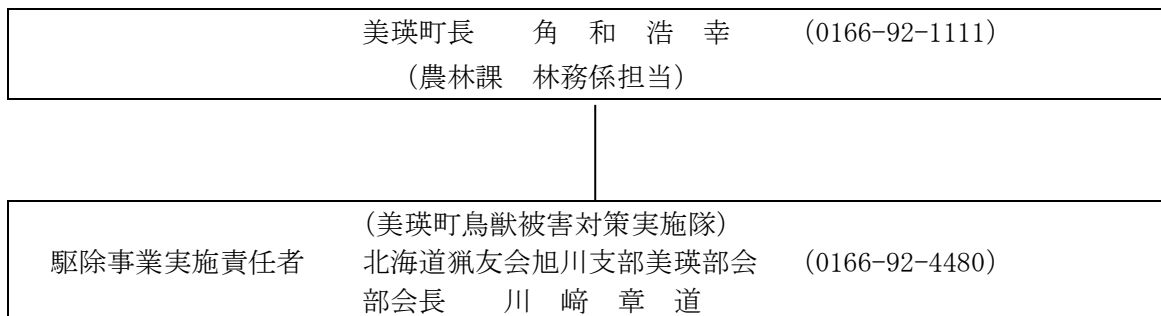 美瑛町長　　角　和　浩　幸　　（0166-92-1111）
（農林課　林務係担当）
（美瑛町鳥獣被害対策実施隊）
駆除事業実施責任者　　北海道猟友会旭川支部美瑛部会　　（0166-92-4480）
部会長　　川　﨑　章　道